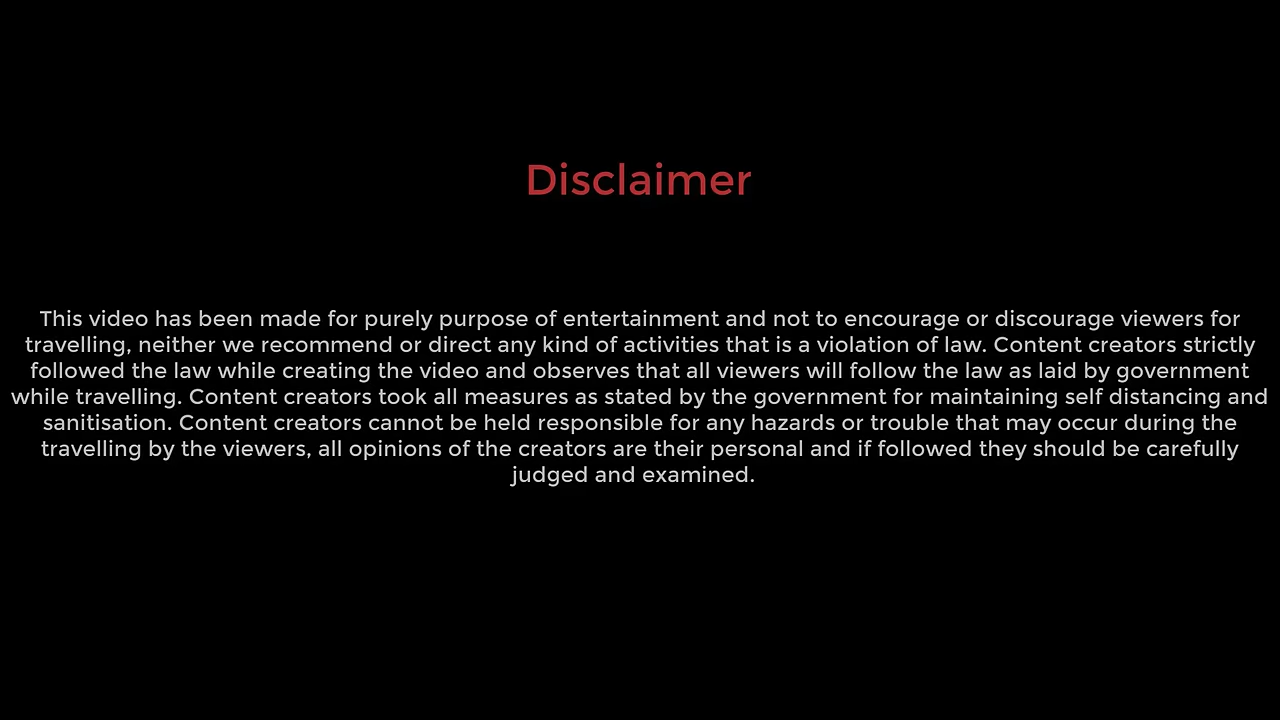 Disclaimer
This video has been made for purely purpose of entertainment and not to encourage or discourage viewers for
travelling, neither we recommend or direct any kind of activities that is a violation of law. Content creators strictly
followed the law while creating the video and observes that all viewers will follow the law as laid by government
while travelling. Content creators took all measures as stated by the government for maintaining self distancing and
sanitisation. Content creators cannot be held responsible for any hazards or trouble that may occur during the
travelling by the viewers, all opinions of the creators are their personal and if followed they should be carefully
judged and examined.